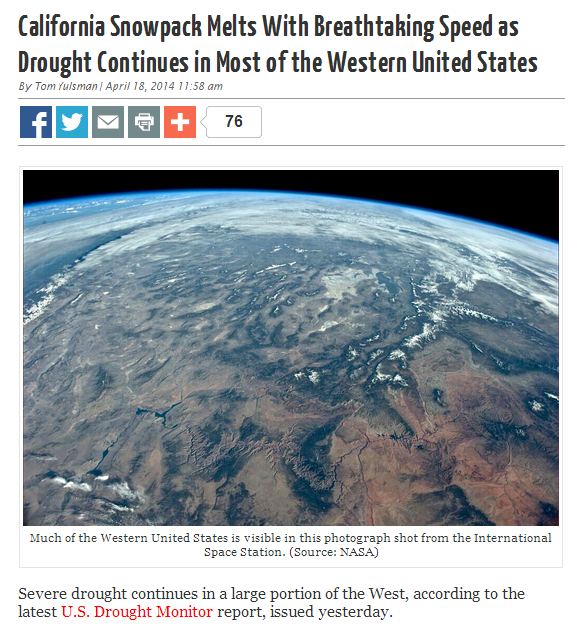 California Snowpack Melts With Breathtaking Speed as
Drought Continues in Most of the Western United States
By Tom Yulsman | April 18, 2014 11:58 am
76
Much of the Western United States is visible in this photograph shot from the International
Space Station. (Source: NASA)
Severe drought continues in a large portion of the West, according to the
latest U.S. Drought Monitor report, issued yesterday.